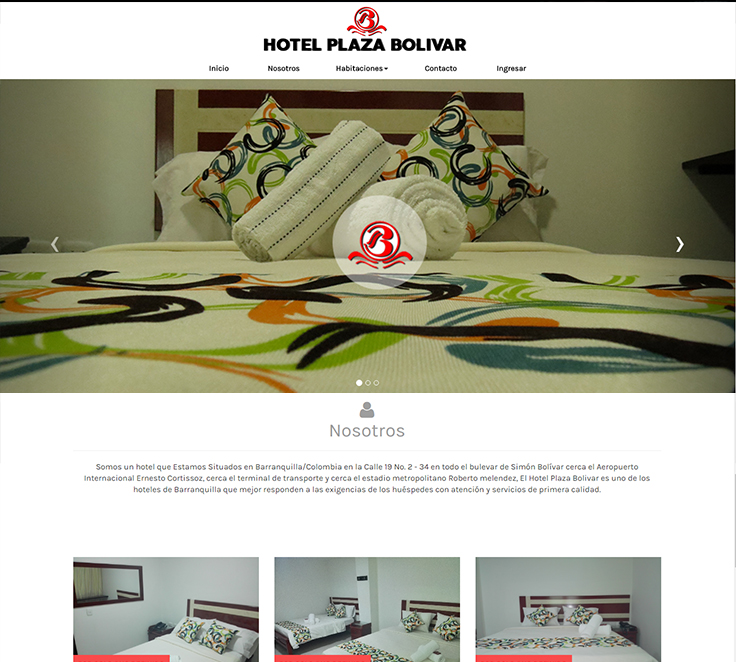 HOTEL PLAZA BOLIVAR
Inicio Nosotros Habitaciones Contacto Ingresar
Nosotros
Somos un hotel que Estamos Situados en Barranquilla/Colombia en la Calle 19 No. 2 - 34 en todo el bulevar de Simón Bolívar cerca el Aeropuerto
Internacional Ernesto Cortissoz, cerca el terminal de transporte y cerca el estadio metropolitano Roberto melendez, El Hotel Plaza Bolivar es uno de los
hoteles de Barranquilla que mejor responden a las exigencias de los huéspedes con atención y servicios de primera calidad.